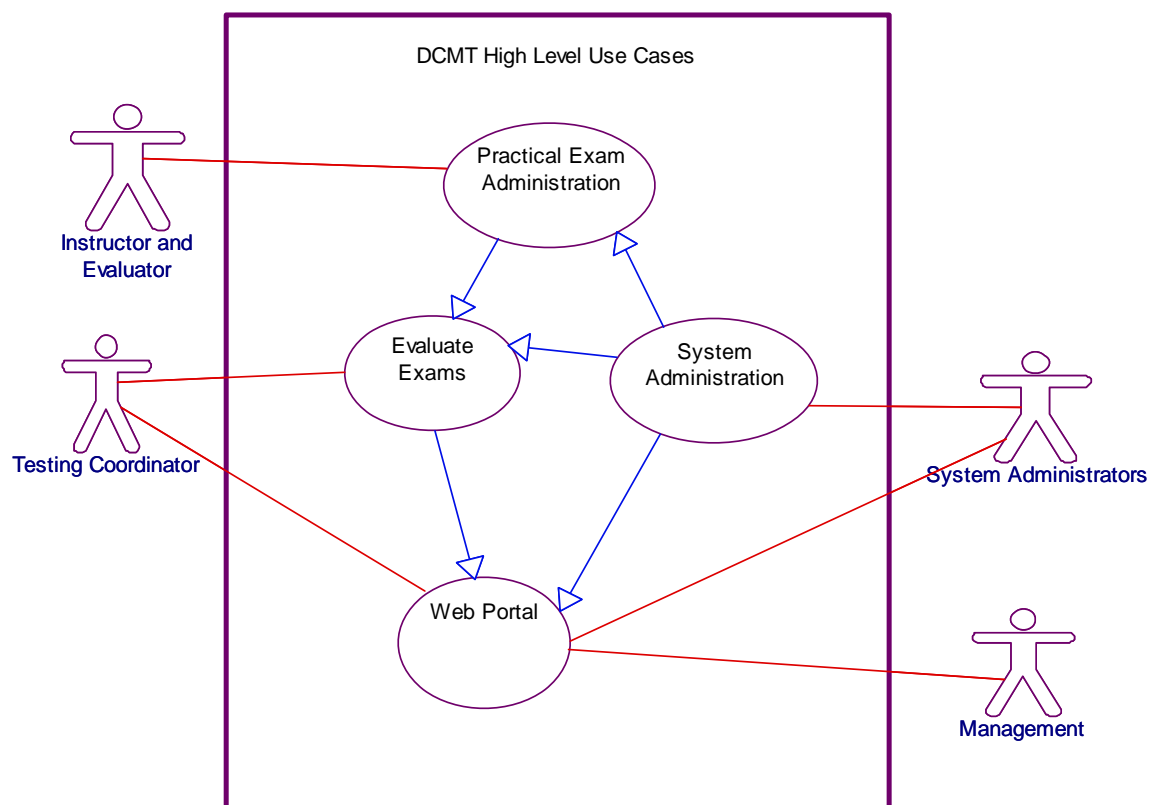 DCMT High Level Use Cases
Practical Exam
Administration
Instructor and
Evaluator
Evaluate
Exams
System
Administration
Testing Coordinator
System Administrators
Web Portal
Management